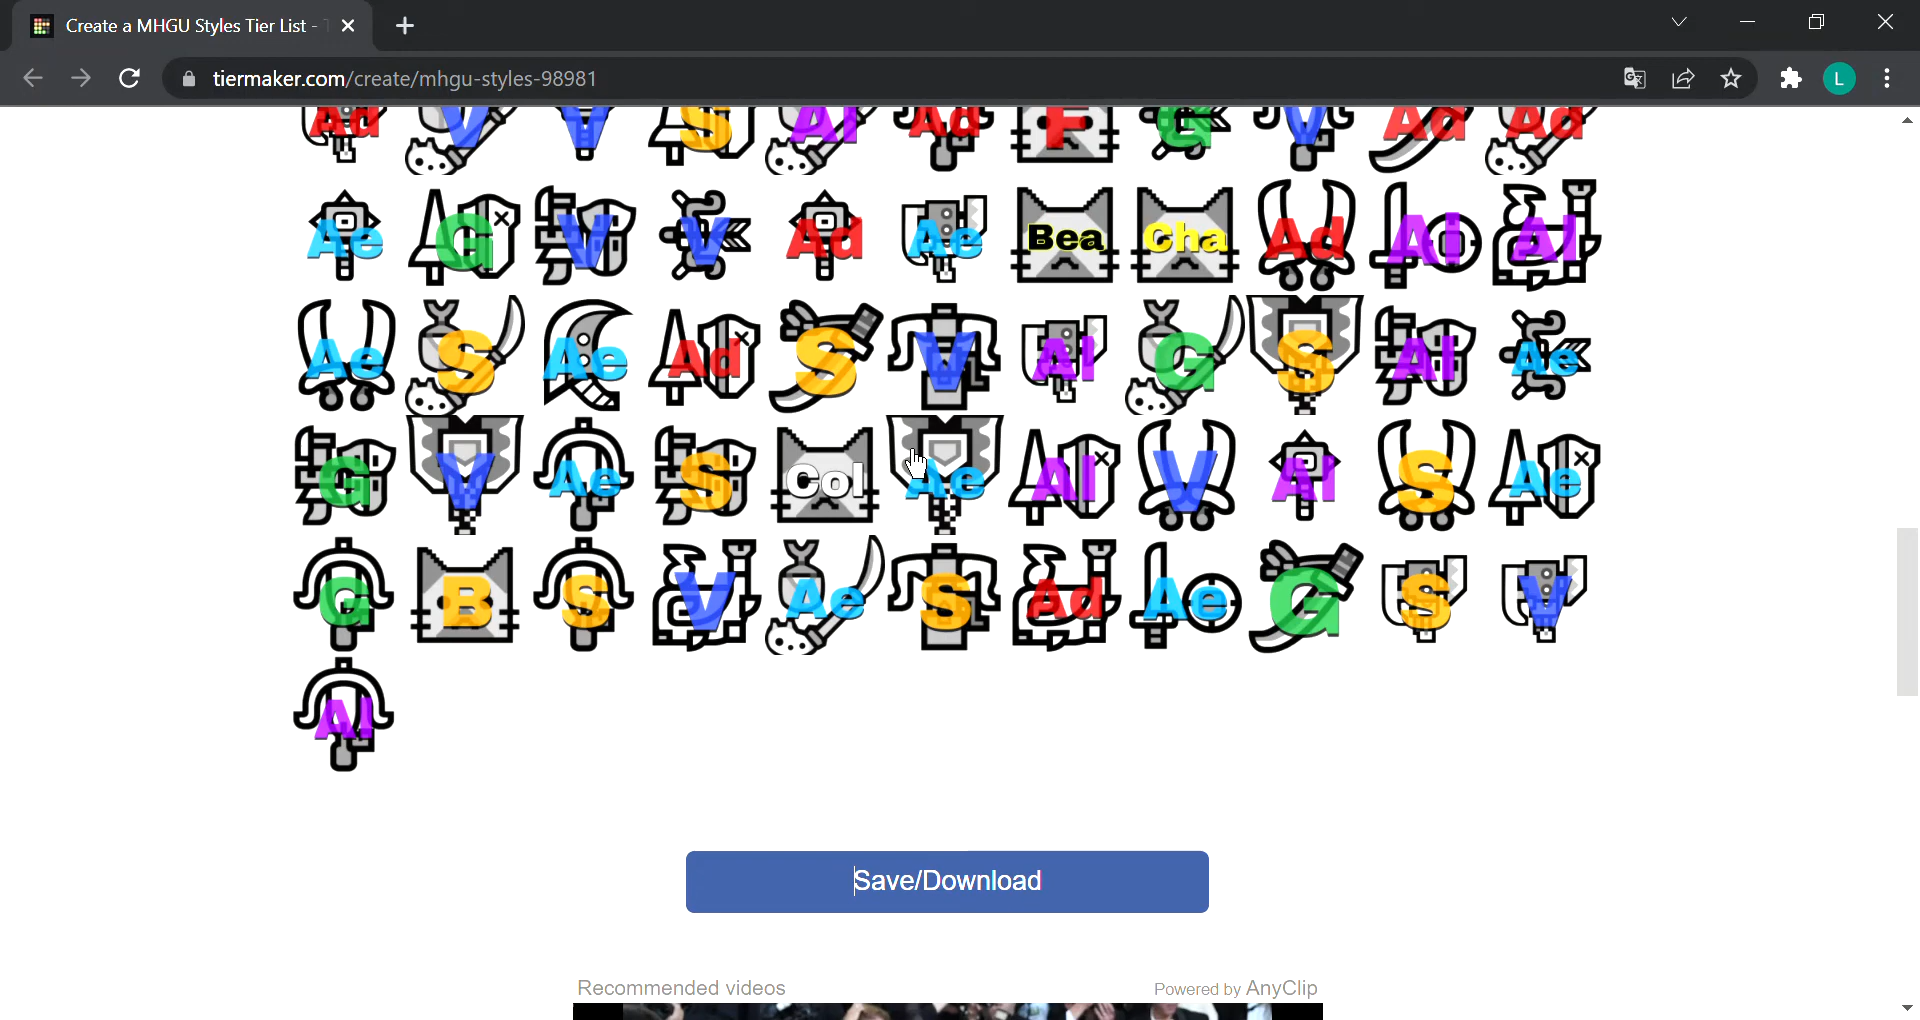 Create a MHGU Styles Tier List -
tiermaker.com/create/mhgu-styles-98981
L
Ad V V S Al Ad F G V Ad Ad
Ae G V V Ad Ae Bea Cha Ad Al Al
Ae S Ae Ad S V Al G S Al Ae
G V Ae S Col Ae Al V Al S Ae
G B S V Ae S Ad Ae G S V
Al
Save/Download
Recommended videos
Powered by AnyClip